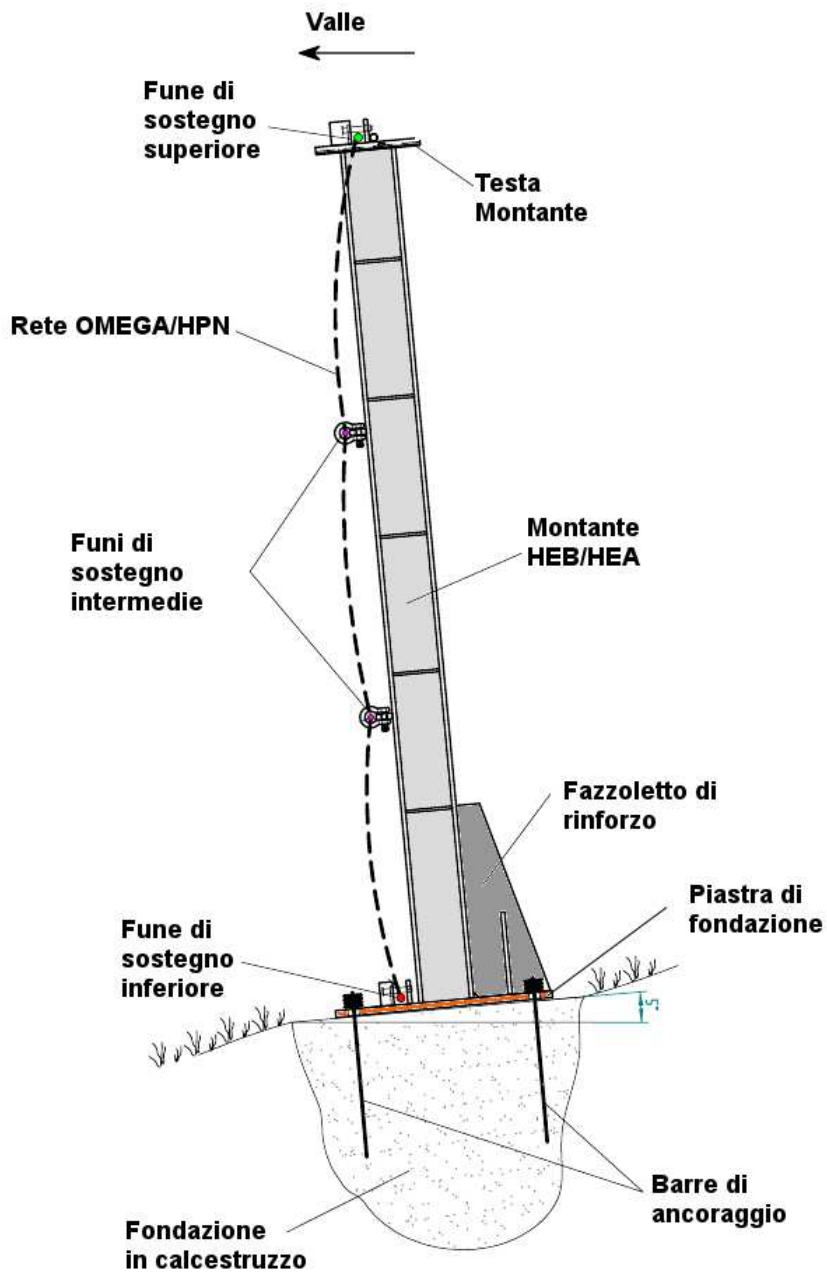 Valle
Fune di
sostegno
superiore
Testa
Montante
Rete OMEGA/HPN
Funi di
sostegno
intermedie
Montante
HEB/HEA
Fazzoletto di
rinforzo
Piastra di
fondazione
Fune di
sostegno
inferiore
5°
Barre di
ancoraggio
Fondazione
in calcestruzzo